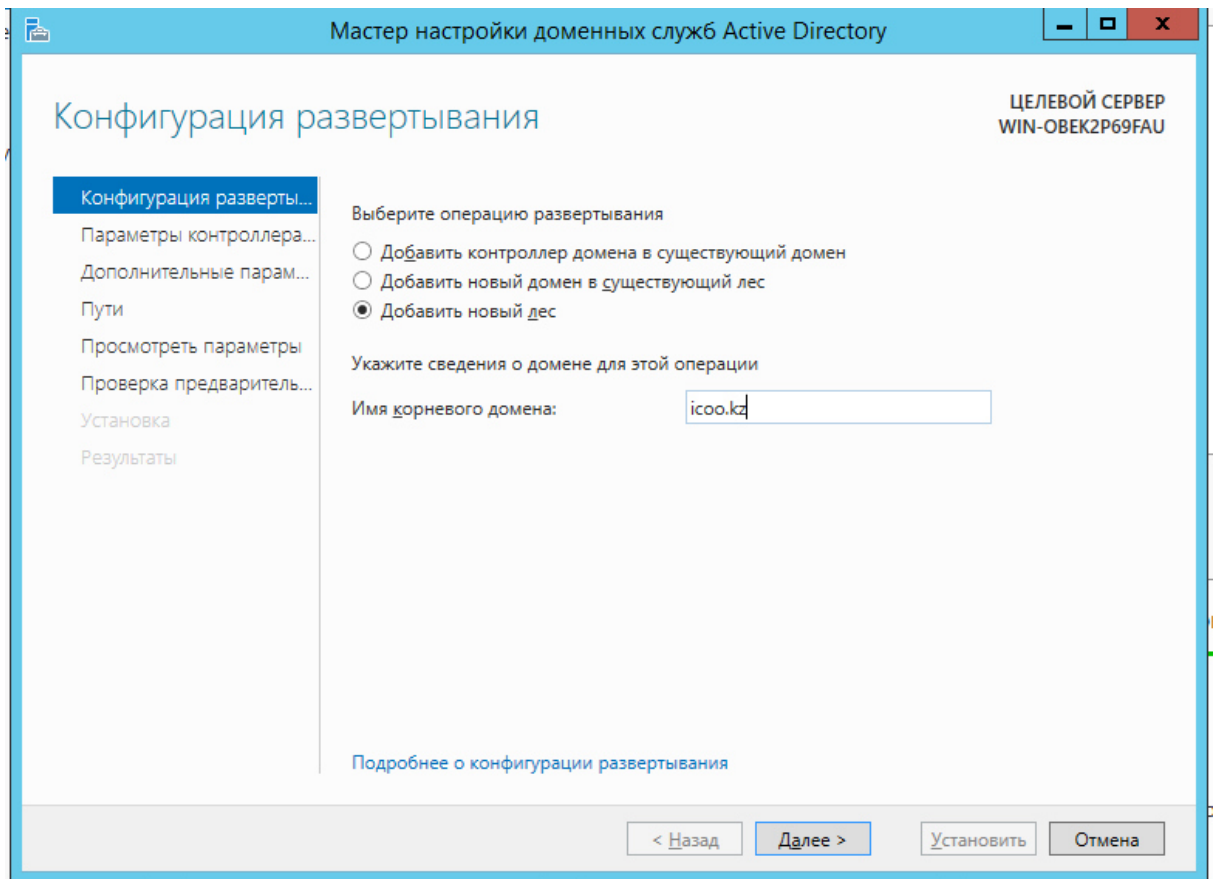 Мастер настройки доменных служб Active Directory
Конфигурация развертывания
ЦЕЛЕВОЙ СЕРВЕР
WIN-OBEK2P69FAU
Конфигурация разверты...
Параметры контроллера...
Дополнительные парам...
Пути
Просмотреть параметры
Проверка предваритель...
Установка
Результаты
Выберите операцию развертывания
Добавить контроллер домена в существующий домен
Добавить новый домен в существующий лес
Добавить новый лес
Укажите сведения о домене для этой операции
Имя корневого домена: icoo.kz
Подробнее о конфигурации развертывания
< Назад Далее > Установить Отмена